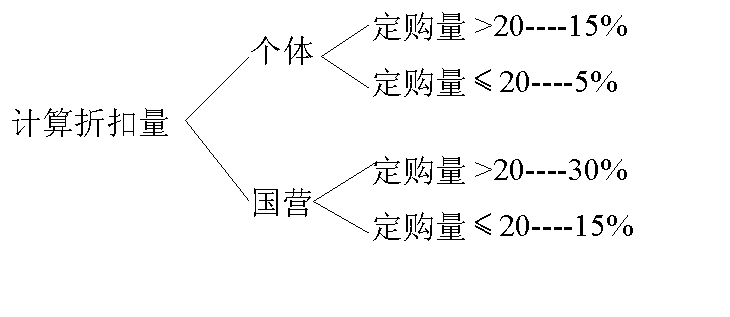 个体
定购量 >20----15%
定购量 ≤20----5%
计算折扣量
国营
定购量 >20----30%
定购量 ≤20----15%